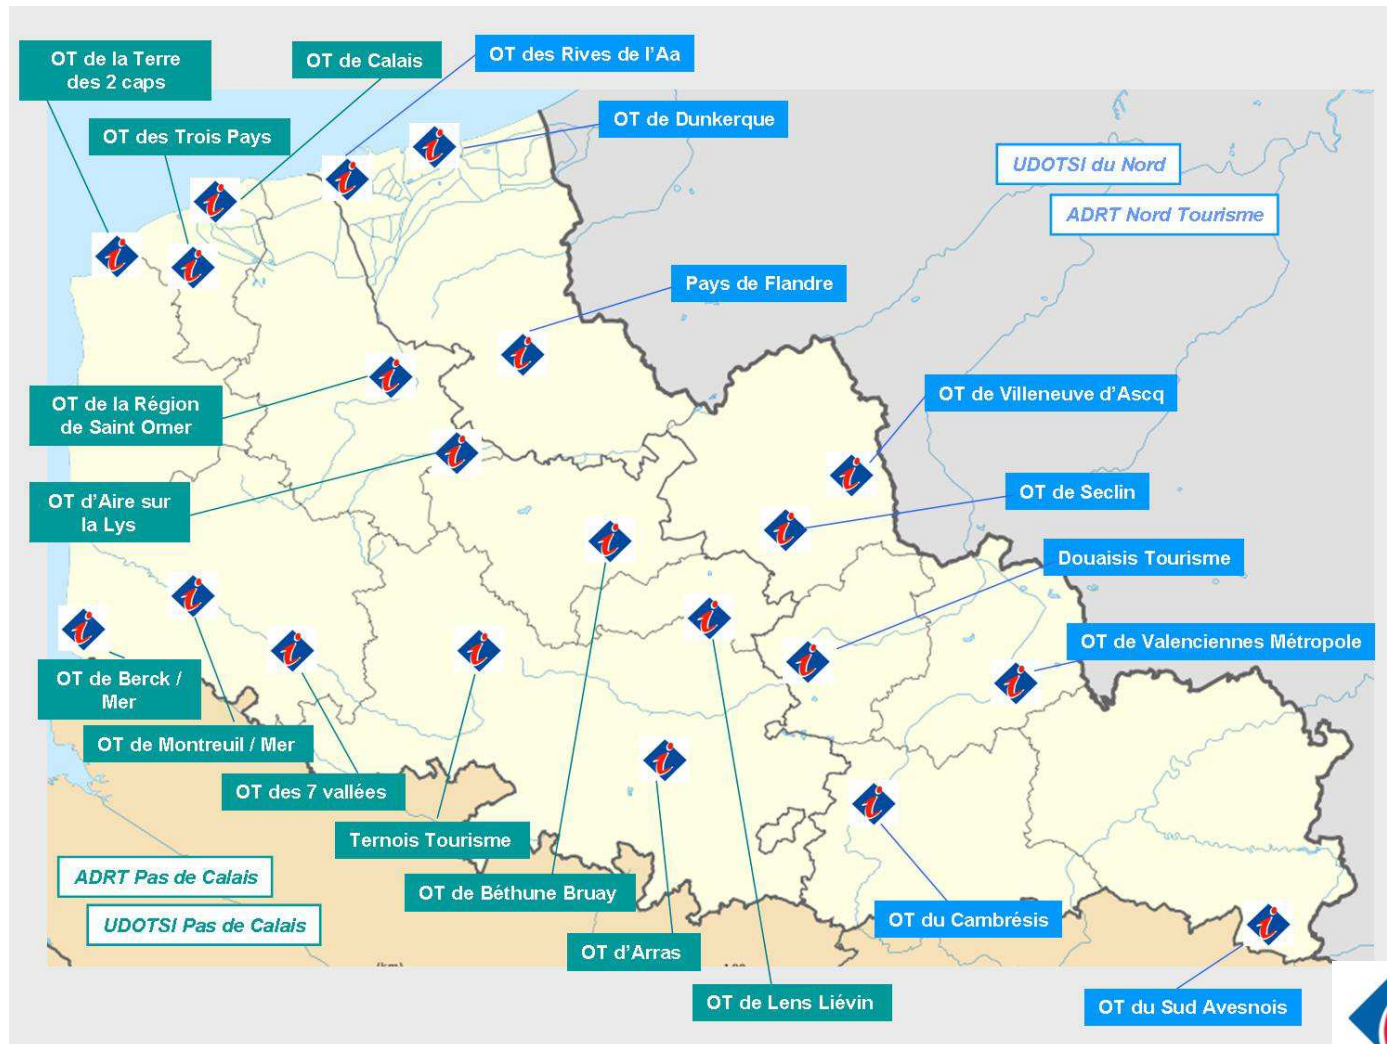 OT de la Terre
des 2 caps
OT de Calais
OT des Rives de l’Aa
OT des Trois Pays
OT de Dunkerque
UDOTSI du Nord
ADRT Nord Tourisme
Pays de Flandre
OT de la Région
de Saint Omer
OT de Villeneuve d’Ascq
OT d’Aire sur
la Lys
OT de Seclin
Douaisis Tourisme
OT de Valenciennes Métropole
OT de Berck /
Mer
OT de Montreuil / Mer
OT des 7 vallées
Ternois Tourisme
ADRT Pas de Calais
OT de Béthune Bruay
UDOTSI Pas de Calais
OT du Cambrésis
OT d’Arras
OT de Lens Liévin
OT du Sud Avesnois